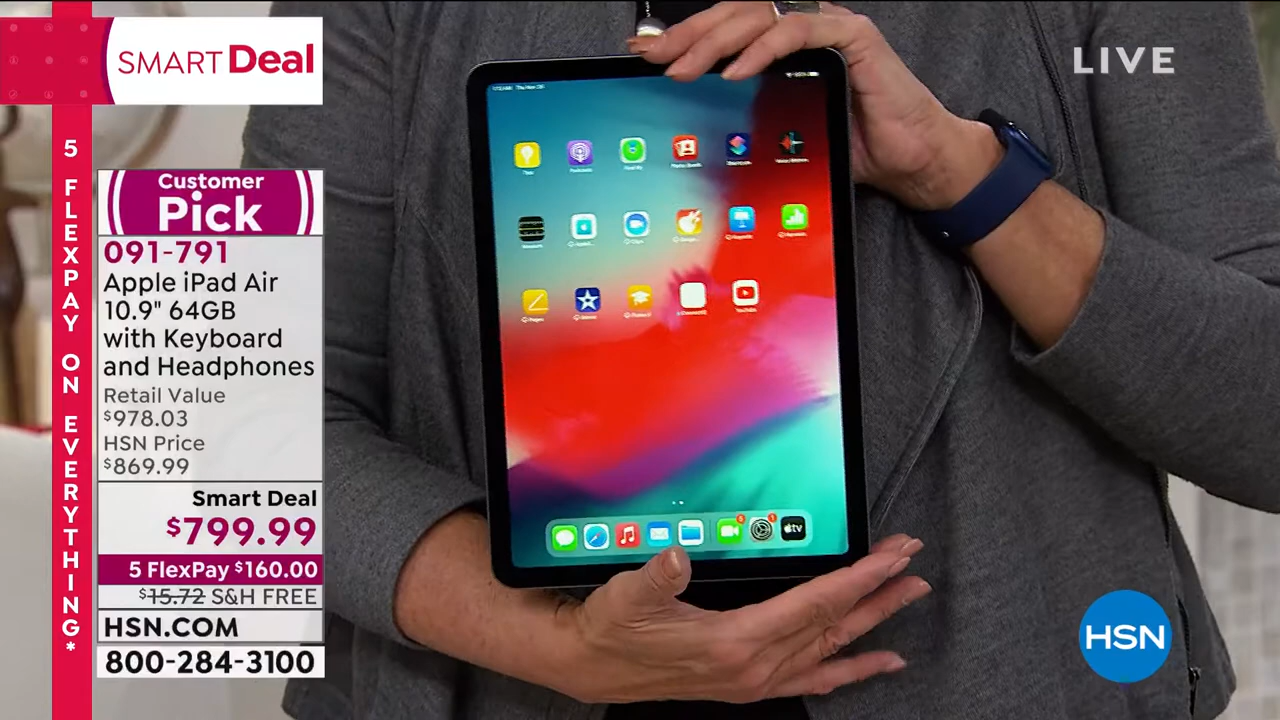 SMART Deal
LIVE
5 FLEXPAY ON EVERYTHING*
Customer
Pick
091-791
Apple iPad Air
10.9" 64GB
with Keyboard
and Headphones
Retail Value
$978.03
HSN Price
$869.99
Smart Deal
$799.99
5 FlexPay $160.00
$15.72 S&H FREE
HSN.COM
800-284-3100
tv
HSN